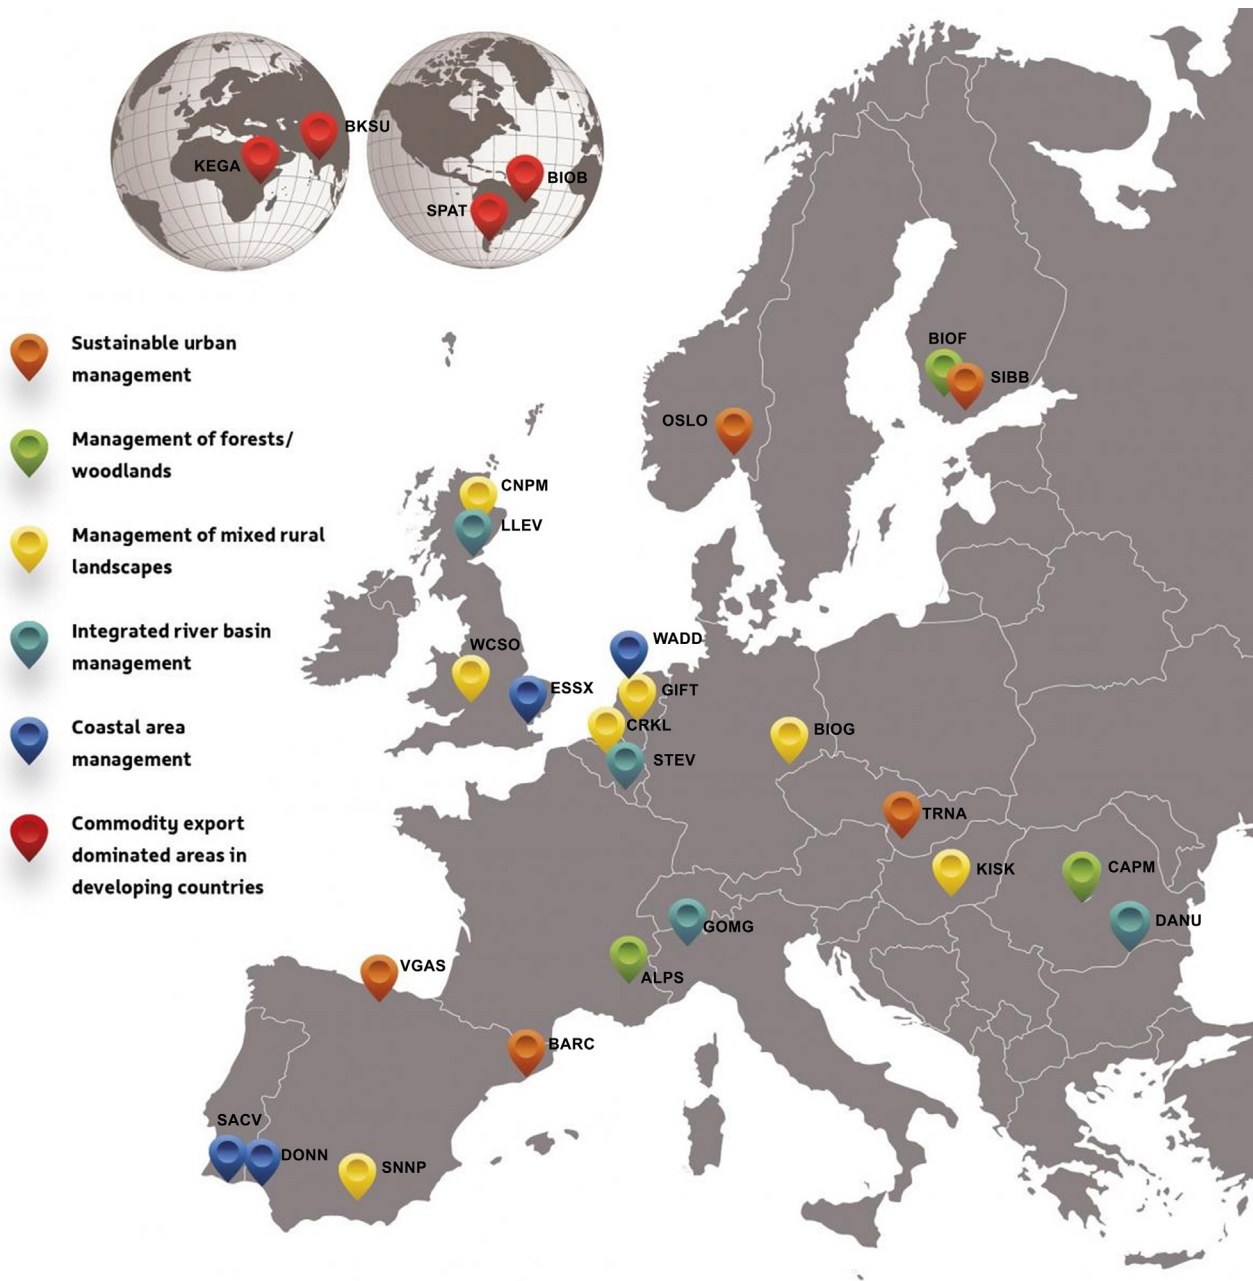 BKSU
KEGA
BIOB
SPAT
Sustainable urban
management
Management of forests/
woodlands
Management of mixed rural
landscapes
Integrated river basin
management
Coastal area
management
Commodity export
dominated areas in
developing countries
BIOF
SIBB
OSLO
CNPM
LLEV
WADD
WCSO
ESSX
GIFT
CRKL
BIOG
STEV
TRNA
KISK
CAPM
DANU
GOMG
VGAS
ALPS
BARC
SACV
DONN
SNNP